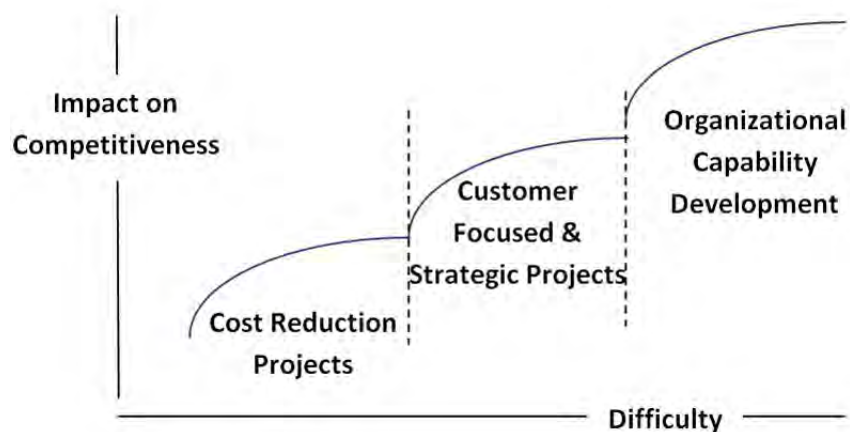 Impact on
Competitiveness
Organizational
Capability
Development
Customer
Focused &
Strategic Projects
Cost Reduction
Projects
Difficulty